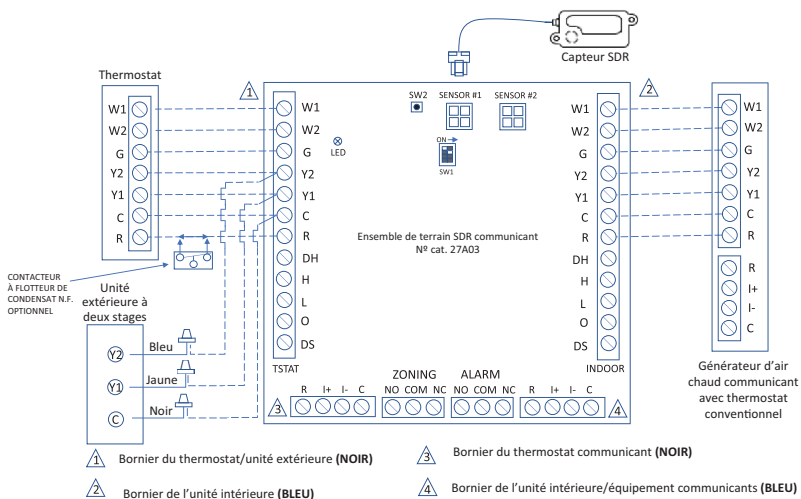 Capteur SDR
Thermostat
W1
W2
G
Y2
Y1
C
R
CONTACTEUR
À FLOTTEUR DE
CONDENSAT N.F.
OPTIONNEL
Unité
extérieure à
deux stages
Y2
Bleu
Y1
Jaune
C
Noir
1
W1
W2
G
Y2
Y1
C
R
DH
H
L
O
DS
TSTAT
LED
SW2
SENSOR #1
SENSOR #2
ON→
SW1
Ensemble de terrain SDR communicant
Nº cat. 27A03
2
W1
W2
G
Y2
Y1
C
R
DH
H
L
O
DS
INDOOR
3
R I+ I- C
ZONING
NO COM NC
ALARM
NO COM NC
R I+ I- C
4
W1
W2
G
Y2
Y1
C
R
R
I+
I-
C
Générateur d’air
chaud communicant
avec thermostat
conventionnel
1 Bornier du thermostat/unité extérieure (NOIR)
2 Bornier de l’unité intérieure (BLEU)
3 Bornier du thermostat communicant (NOIR)
4 Bornier de l’unité intérieure/équipement communicants (BLEU)